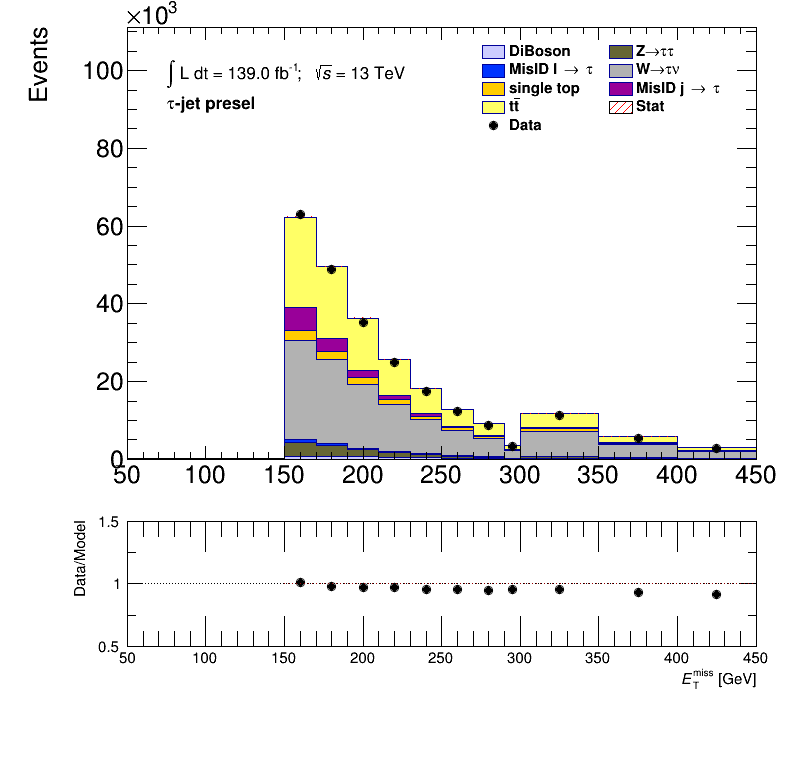 ×10³
Events
∫ L dt = 139.0 fb⁻¹; √s = 13 TeV
τ-jet presel
DiBoson
Z→ττ
MisID l → τ
W→τν
single top
MisID j → τ
tt̄
Stat
Data
100
80
60
40
20
0
50 100 150 200 250 300 350 400 450
Data/Model
1.5
1
0.5
50 100 150 200 250 300 350 400 450
E_T^miss [GeV]